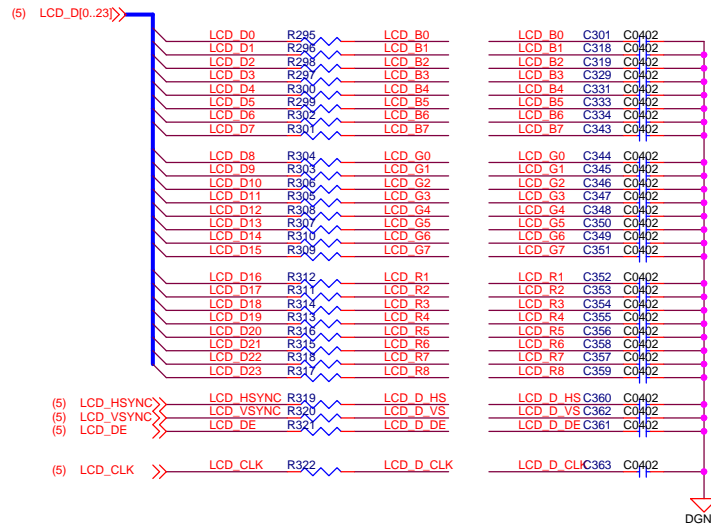 (5) LCD_D[0..23]
LCD_D0 R295 LCD_B0 LCD_B0 C301 C0402
LCD_D1 R296 LCD_B1 LCD_B1 C318 C0402
LCD_D2 R298 LCD_B2 LCD_B2 C319 C0402
LCD_D3 R297 LCD_B3 LCD_B3 C329 C0402
LCD_D4 R300 LCD_B4 LCD_B4 C331 C0402
LCD_D5 R299 LCD_B5 LCD_B5 C333 C0402
LCD_D6 R302 LCD_B6 LCD_B6 C334 C0402
LCD_D7 R301 LCD_B7 LCD_B7 C343 C0402
LCD_D8 R304 LCD_G0 LCD_G0 C344 C0402
LCD_D9 R303 LCD_G1 LCD_G1 C345 C0402
LCD_D10 R306 LCD_G2 LCD_G2 C346 C0402
LCD_D11 R305 LCD_G3 LCD_G3 C347 C0402
LCD_D12 R308 LCD_G4 LCD_G4 C348 C0402
LCD_D13 R307 LCD_G5 LCD_G5 C350 C0402
LCD_D14 R310 LCD_G6 LCD_G6 C349 C0402
LCD_D15 R309 LCD_G7 LCD_G7 C351 C0402
LCD_D16 R312 LCD_R1 LCD_R1 C352 C0402
LCD_D17 R311 LCD_R2 LCD_R2 C353 C0402
LCD_D18 R314 LCD_R3 LCD_R3 C354 C0402
LCD_D19 R313 LCD_R4 LCD_R4 C355 C0402
LCD_D20 R316 LCD_R5 LCD_R5 C356 C0402
LCD_D21 R315 LCD_R6 LCD_R6 C358 C0402
LCD_D22 R318 LCD_R7 LCD_R7 C357 C0402
LCD_D23 R317 LCD_R8 LCD_R8 C359 C0402
(5) LCD_HSYNC LCD_HSYNC R319 LCD_D_HS LCD_D_HS C360 C0402
(5) LCD_VSYNC LCD_VSYNC R320 LCD_D_VS LCD_D_VS C362 C0402
(5) LCD_DE LCD_DE R321 LCD_D_DE LCD_D_DE C361 C0402
(5) LCD_CLK LCD_CLK R322 LCD_D_CLK LCD_D_CLK C363 C0402
DGN